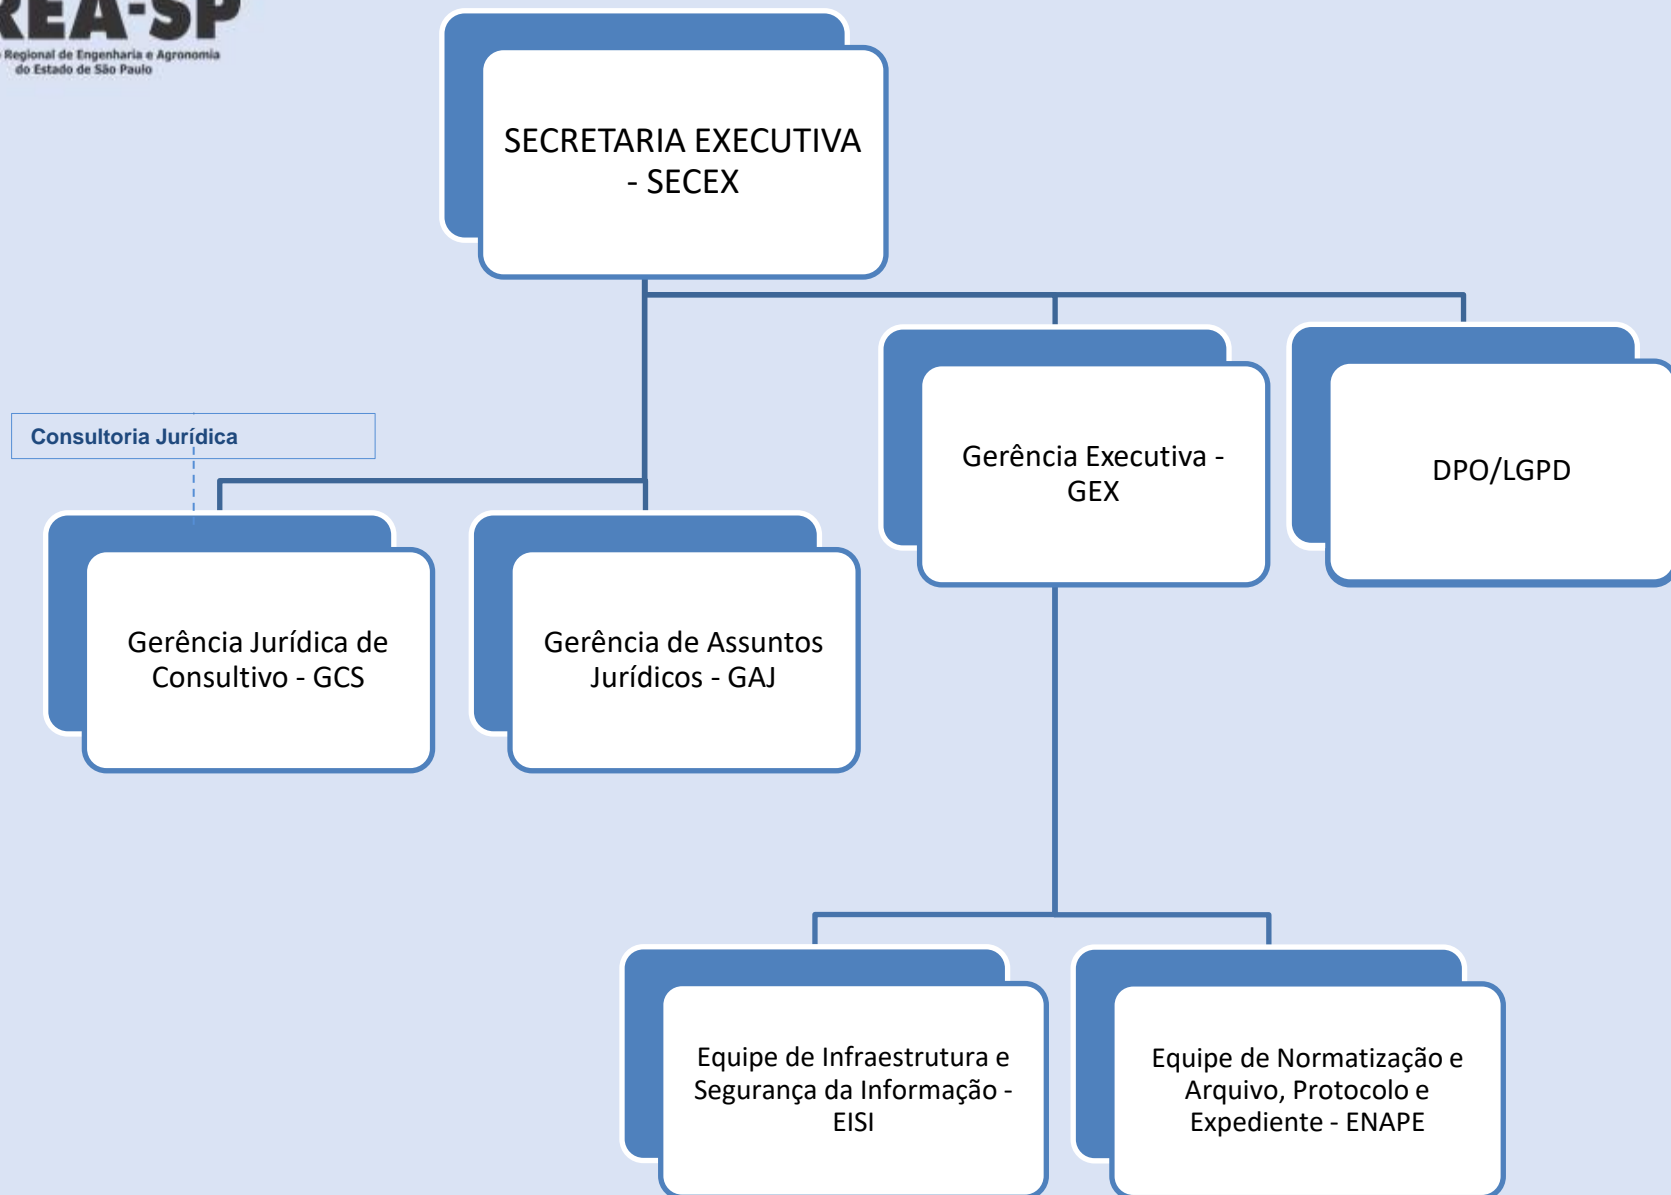 REA-SP
Regional de Engenharia e Agronomia
do Estado de São Paulo
SECRETARIA EXECUTIVA
- SECEX
Consultoria Jurídica
Gerência Executiva -
GEX
DPO/LGPD
Gerência Jurídica de
Consultivo - GCS
Gerência de Assuntos
Jurídicos - GAJ
Equipe de Infraestrutura e
Segurança da Informação -
EISI
Equipe de Normatização e
Arquivo, Protocolo e
Expediente - ENAPE